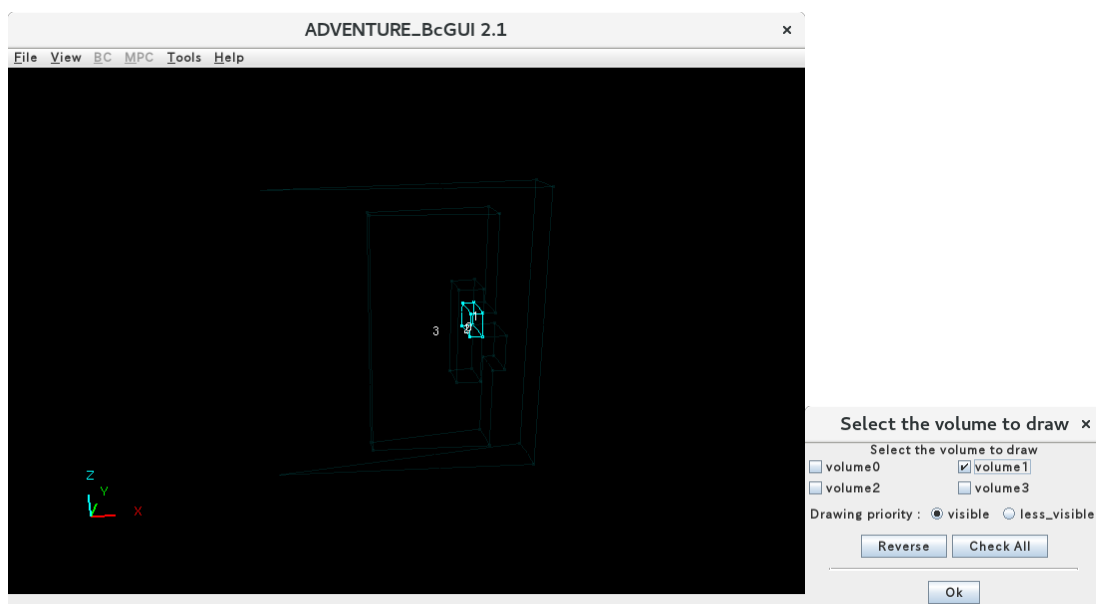 ADVENTURE_BcGUI 2.1 ×
File View BC MPC Tools Help
1
3
Z
Y
X
Select the volume to draw ×
Select the volume to draw
volume0 volume1
volume2 volume3
Drawing priority : visible less_visible
Reverse Check All
Ok